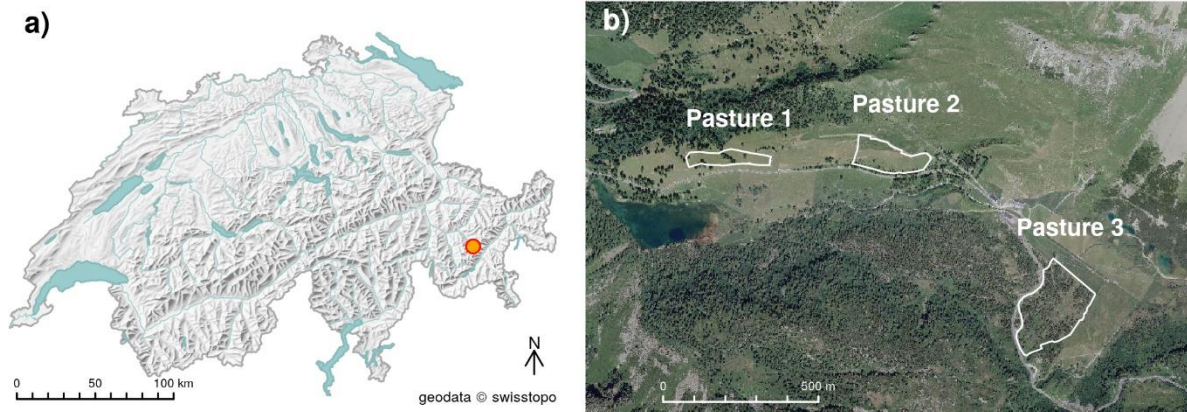 a)
N
0 50 100 km
geodata © swisstopo
b)
Pasture 1
Pasture 2
Pasture 3
0 500 m